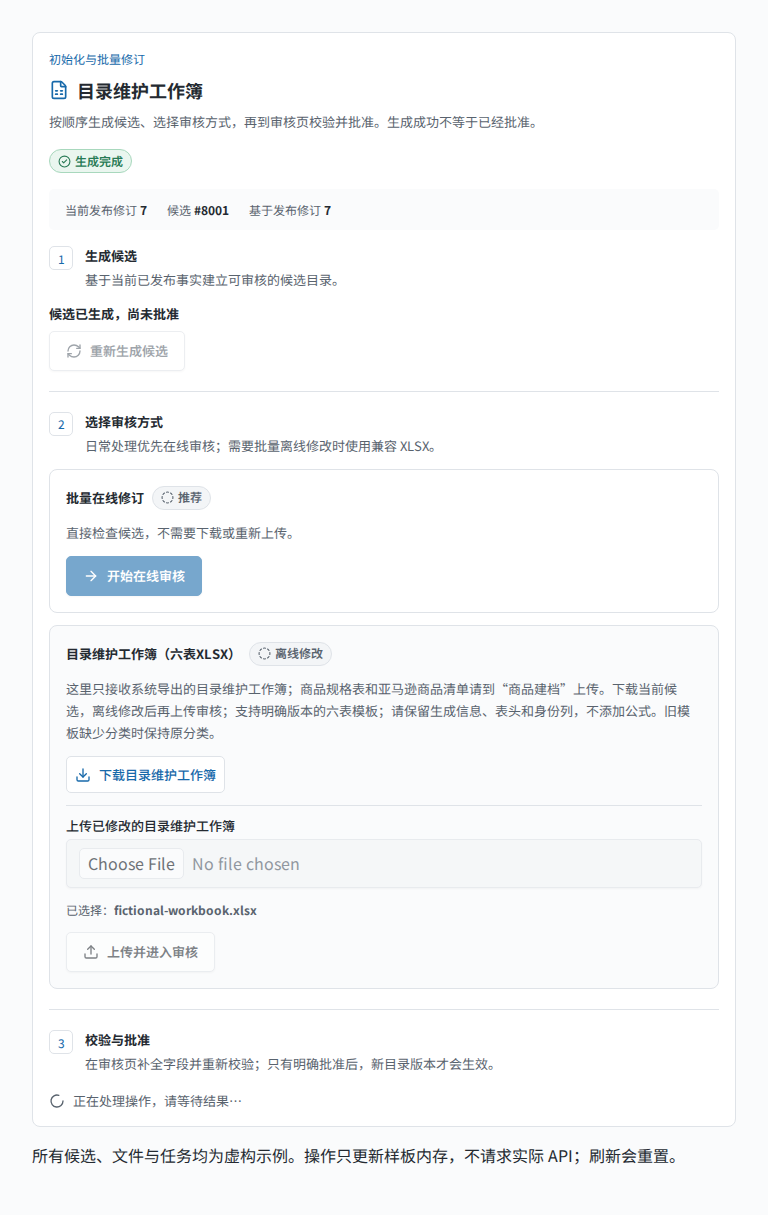 初始化与批量修订
目录维护工作簿
按顺序生成候选、选择审核方式，再到审核页校验并批准。生成成功不等于已经批准。
生成完成
当前发布修订 7 候选 #8001 基于发布修订 7
1 生成候选
基于当前已发布事实建立可审核的候选目录。
候选已生成，尚未批准
重新生成候选
2 选择审核方式
日常处理优先在线审核；需要批量离线修改时使用兼容 XLSX。
批量在线修订 推荐
直接检查候选，不需要下载或重新上传。
开始在线审核
目录维护工作簿（六表XLSX） 离线修改
这里只接收系统导出的目录维护工作簿；商品规格表和亚马逊商品清单请到“商品建档”上传。下载当前候
选，离线修改后再上传审核；支持明确版本的六表模板；请保留生成信息、表头和身份列，不添加公式。旧模
板缺少分类时保持原分类。
下载目录维护工作簿
上传已修改的目录维护工作簿
Choose File No file chosen
已选择：fictional-workbook.xlsx
上传并进入审核
3 校验与批准
在审核页补全字段并重新校验；只有明确批准后，新目录版本才会生效。
正在处理操作，请等待结果…
所有候选、文件与任务均为虚构示例。操作只更新样板内存，不请求实际 API；刷新会重置。